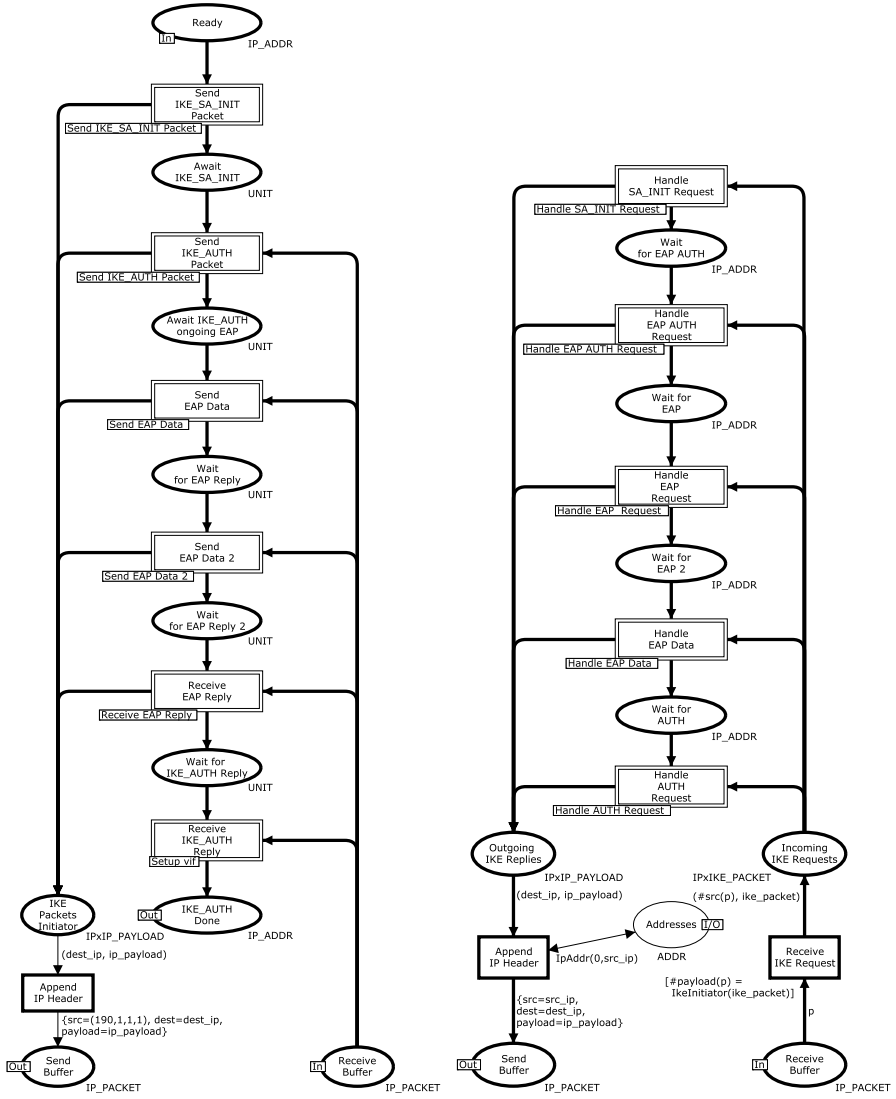 Ready
In
IP_ADDR
Send
IKE_SA_INIT
Packet
Send IKE_SA_INIT Packet
Await
IKE_SA_INIT
UNIT
Send
IKE_AUTH
Packet
Send IKE_AUTH Packet
Await IKE_AUTH
ongoing EAP
UNIT
Send
EAP Data
Send EAP Data
Wait
for EAP Reply
UNIT
Send
EAP Data 2
Send EAP Data 2
Wait
for EAP Reply 2
UNIT
Receive
EAP Reply
Receive EAP Reply
Wait for
IKE_AUTH Reply
UNIT
Receive
IKE_AUTH
Reply
Setup vif
IKE_AUTH
Done
Out
IP_ADDR
IKE
Packets
Initiator
IPxIP_PAYLOAD
(dest_ip, ip_payload)
Append
IP Header
{src=(190,1,1,1), dest=dest_ip,
payload=ip_payload}
Send
Buffer
Out
IP_PACKET
Receive
Buffer
In
IP_PACKET
Handle
SA_INIT Request
Handle SA_INIT Request
Wait
for EAP AUTH
IP_ADDR
Handle
EAP AUTH
Request
Handle EAP AUTH Request
Wait for
EAP
IP_ADDR
Handle
EAP
Request
Handle EAP  Request
Wait for
EAP 2
IP_ADDR
Handle
EAP Data
Handle EAP Data
Wait for
AUTH
IP_ADDR
Handle
AUTH
Request
Handle AUTH Request
Outgoing
IKE Replies
IPxIP_PAYLOAD
(dest_ip, ip_payload)
Incoming
IKE Requests
IPxIKE_PACKET
(#src(p), ike_packet)
Addresses
I/O
ADDR
IpAddr(0,src_ip)
Append
IP Header
{src=src_ip,
dest=dest_ip,
payload=ip_payload}
Receive
IKE Request
[#payload(p) =
IkeInitiator(ike_packet)]
p
Send
Buffer
Out
IP_PACKET
Receive
Buffer
In
IP_PACKET